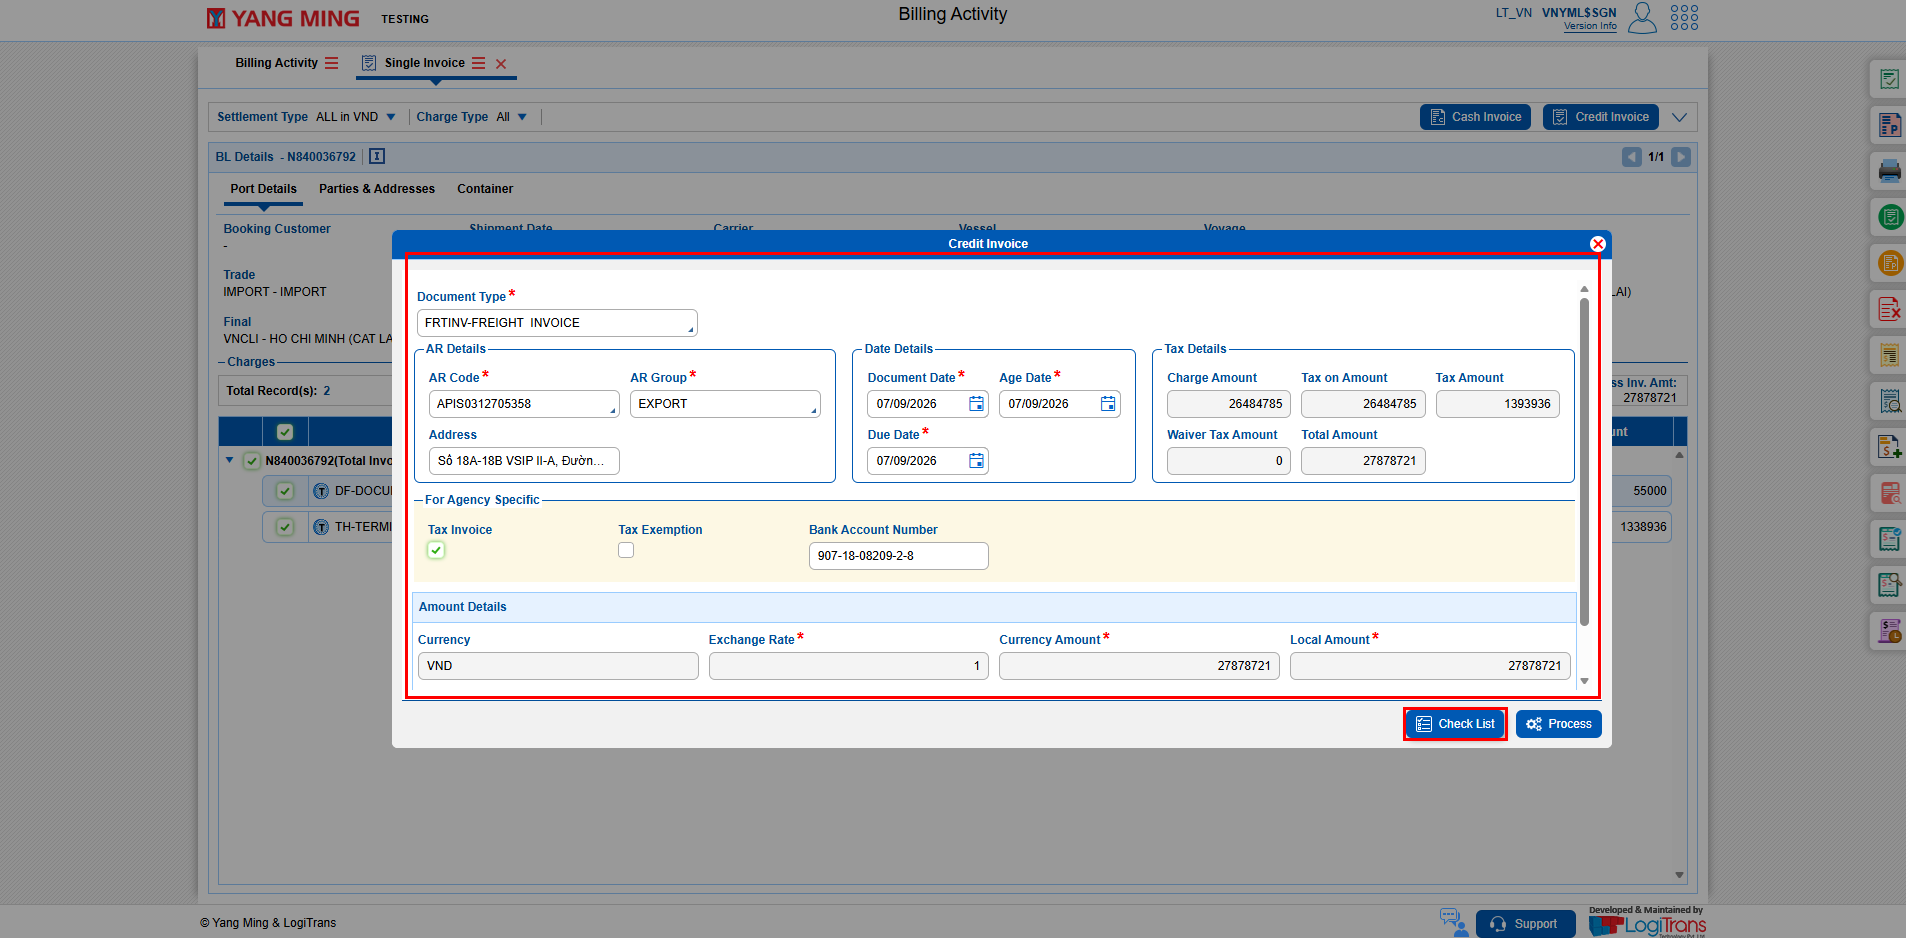 YANG MING TESTING
Billing Activity
LT_VN VNYML$SGN
Version Info
Billing Activity
Single Invoice
Settlement Type ALL in VND
Charge Type All
Cash Invoice
Credit Invoice
BL Details - N840036792
1/1
Port Details
Parties & Addresses
Container
Booking Customer
Shipment Date
Carrier
Vessel
Voyage
-
Trade
IMPORT - IMPORT
LAI)
Final
VNCLI - HO CHI MINH (CAT LA
Charges
Total Record(s): 2
ss Inv. Amt:
27878721
nt
N840036792(Total Invo
DF-DOCU
55000
TH-TERMI
1338936
Credit Invoice
Document Type *
FRTINV-FREIGHT INVOICE
AR Details
AR Code *
AR Group *
APIS0312705358
EXPORT
Address
Số 18A-18B VSIP II-A, Đườn...
Date Details
Document Date *
Age Date *
07/09/2026
07/09/2026
Due Date *
07/09/2026
Tax Details
Charge Amount
Tax on Amount
Tax Amount
26484785
26484785
1393936
Waiver Tax Amount
Total Amount
0
27878721
For Agency Specific
Tax Invoice
Tax Exemption
Bank Account Number
907-18-08209-2-8
Amount Details
Currency
Exchange Rate *
Currency Amount *
Local Amount *
VND
1
27878721
27878721
Check List
Process
© Yang Ming & LogiTrans
Support
Developed & Maintained by
LogiTrans